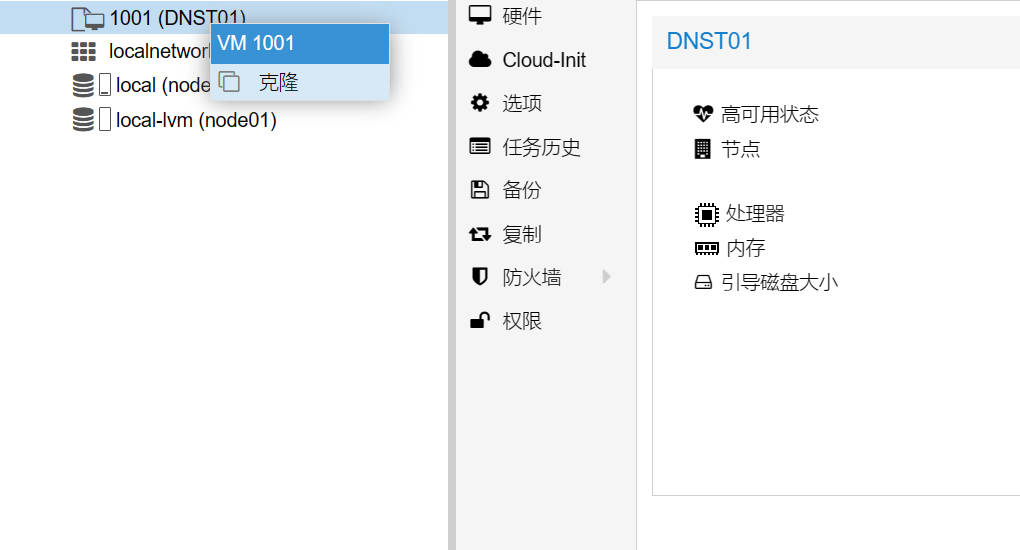 1001 (DNST01)
localnetwor
local (node
local-lvm (node01)
VM 1001
克隆
硬件
Cloud-Init
选项
任务历史
备份
复制
防火墙
权限
DNST01
高可用状态
节点
处理器
内存
引导磁盘大小